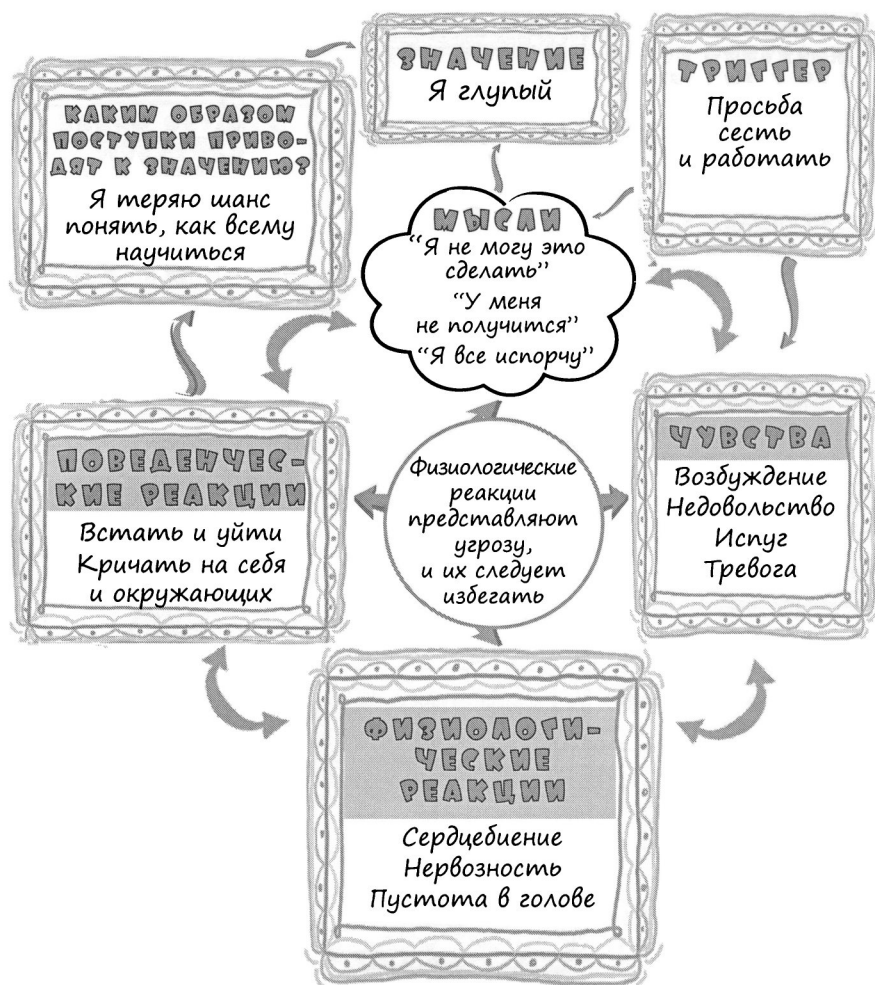 ЗНАЧЕНИЕ
Я глупый
ТРИГГЕР
Просьба
сесть
и работать
КАКИМ ОБРАЗОМ
ПОСТУПКИ ПРИВО-
ДЯТ К ЗНАЧЕНИЮ?
Я теряю шанс
понять, как всему
научиться
МЫСЛИ
“Я не могу это
сделать”
“У меня
не получится”
“Я все испорчу”
ПОВЕДЕНЧЕС-
КИЕ РЕАКЦИИ
Встать и уйти
Кричать на себя
и окружающих
Физиологические
реакции
представляют
угрозу,
и их следует
избегать
ЧУВСТВА
Возбуждение
Недовольство
Испуг
Тревога
ФИЗИОЛОГИ-
ЧЕСКИЕ
РЕАКЦИИ
Сердцебиение
Нервозность
Пустота в голове